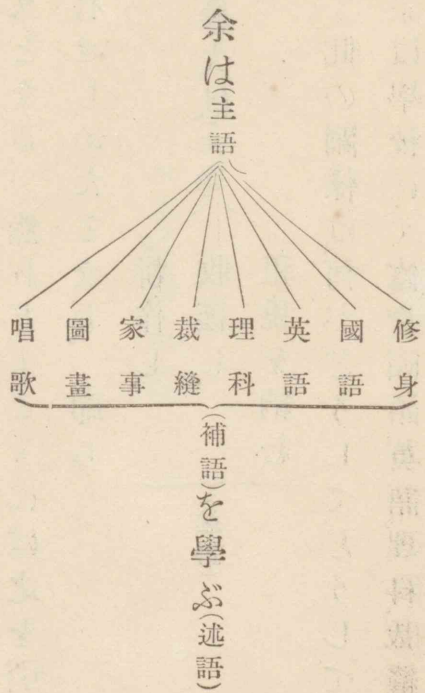 余は(主語)
修身
國語
英語
理科
裁縫
家事
圖畫
唱歌
(補語)を學ぶ(述語)